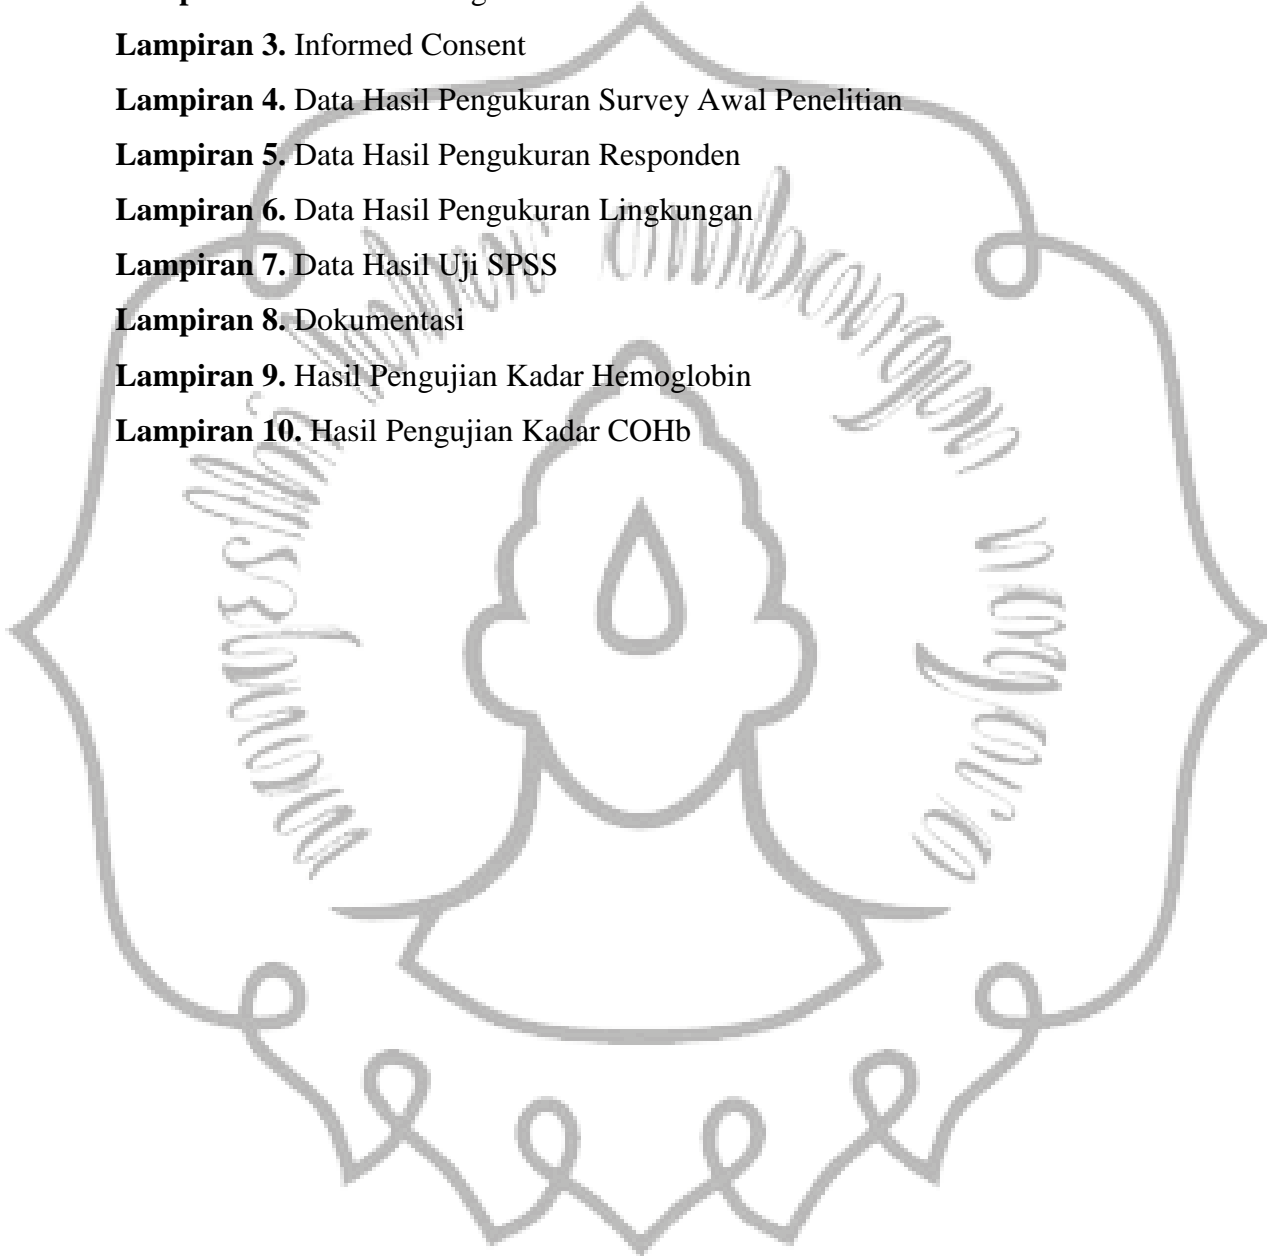 Lampiran 3. Informed Consent
Lampiran 4. Data Hasil Pengukuran Survey Awal Penelitian
Lampiran 5. Data Hasil Pengukuran Responden
Lampiran 6. Data Hasil Pengukuran Lingkungan
Lampiran 7. Data Hasil Uji SPSS
Lampiran 8. Dokumentasi
Lampiran 9. Hasil Pengujian Kadar Hemoglobin
Lampiran 10. Hasil Pengujian Kadar COHb